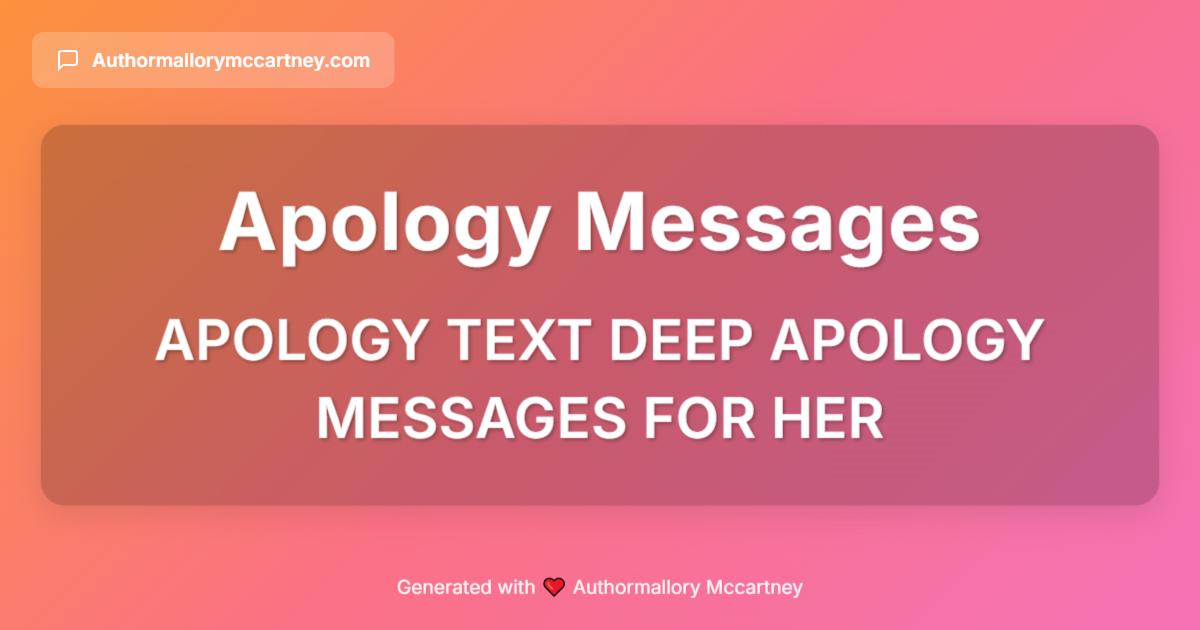 Authormallorymccartney.com
Apology Messages
APOLOGY TEXT DEEP APOLOGY
MESSAGES FOR HER
Generated with ❤️ Authormallory Mccartney